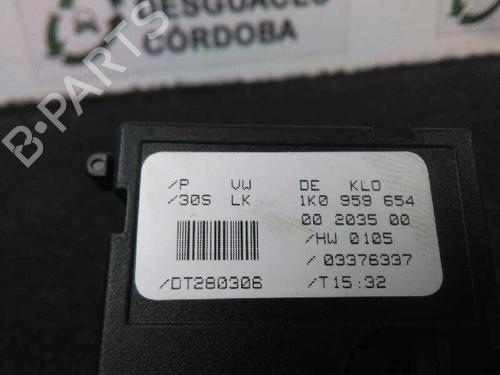 DESGUACES
CÓRDOBA
B-PARTS
/P VW DE KLO
/30S LK 1K0 959 654
00 2035 00
/HW 0105
/03376337
/DT280306 /T15:32